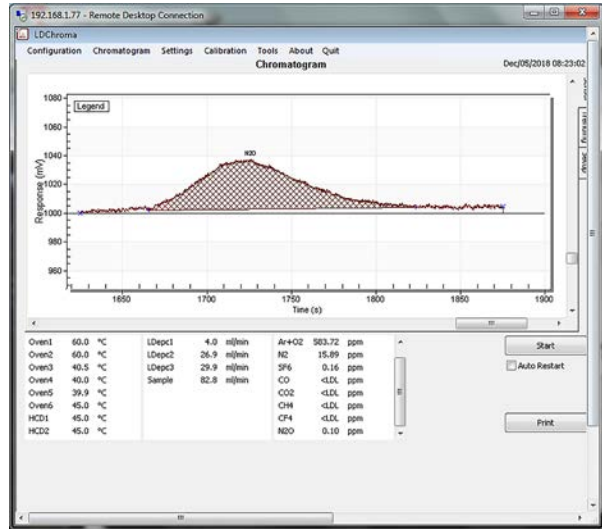 192.168.1.77 - Remote Desktop Connection
LDChroma
Configuration Chromatogram Settings Calibration Tools About Quit
Chromatogram Dec/05/2018 08:23:02
Legend
N2O
Response (mV)
1080
1060
1040
1020
1000
980
960
1650 1700 1750 1800 1850 1900
Time (s)
Oven1 60.0 °C LDepc1 4.0 ml/min Ar+O2 583.72 ppm
Oven2 60.0 °C LDepc2 26.9 ml/min N2 15.89 ppm
Oven3 40.5 °C LDepc3 29.9 ml/min SF6 0.16 ppm
Oven4 40.0 °C Sample 82.8 ml/min CO <LDL ppm
Oven5 39.9 °C CO2 <LDL ppm
Oven6 45.0 °C CH4 <LDL ppm
HCD1 45.0 °C CF4 <LDL ppm
HCD2 45.0 °C N2O 0.10 ppm
Start
Auto Restart
Print